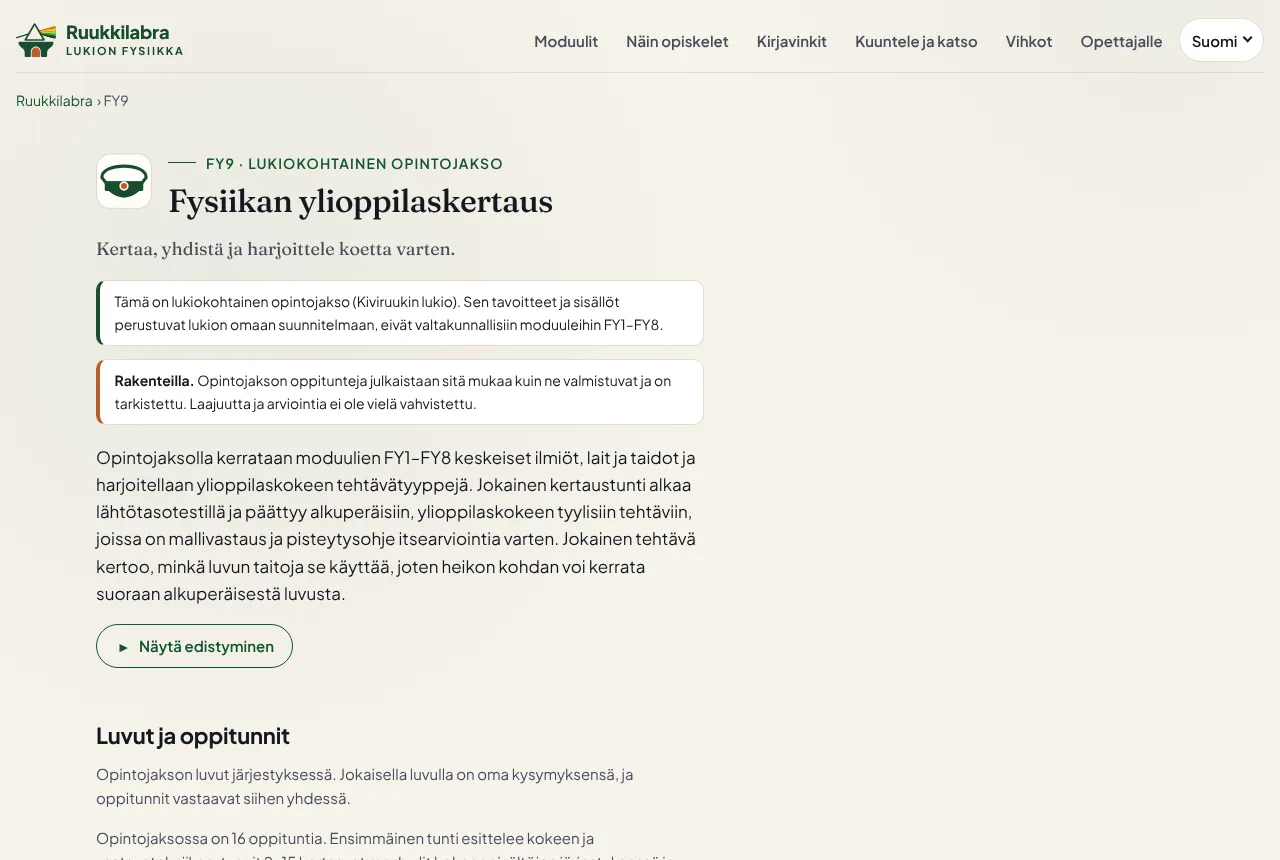 Ruukkilabra
LUKION FYSIIKKA
Moduulit
Näin opiskelet
Kirjavinkit
Kuuntele ja katso
Vihkot
Opettajalle
Suomi
Ruukkilabra › FY9
FY9 · LUKIOKOHTAINEN OPINTOJAKSO
Fysiikan ylioppilaskertaus
Kertaa, yhdistä ja harjoittele koetta varten.
Tämä on lukiokohtainen opintojakso (Kiviruukin lukio). Sen tavoitteet ja sisällöt
perustuvat lukion omaan suunnitelmaan, eivät valtakunnallisiin moduuleihin FY1–FY8.
Rakenteilla. Opintojakson oppitunteja julkaistaan sitä mukaa kuin ne valmistuvat ja on
tarkistettu. Laajuutta ja arviointia ei ole vielä vahvistettu.
Opintojaksolla kerrataan moduulien FY1–FY8 keskeiset ilmiöt, lait ja taidot ja
harjoitellaan ylioppilaskokeen tehtävätyyppejä. Jokainen kertaustunti alkaa
lähtötasotestillä ja päättyy alkuperäisiin, ylioppilaskokeen tyylisiin tehtäviin,
joissa on mallivastaus ja pisteytysohje itsearviointia varten. Jokainen tehtävä
kertoo, minkä luvun taitoja se käyttää, joten heikon kohdan voi kerrata
suoraan alkuperäisestä luvusta.
► Näytä edistyminen
Luvut ja oppitunnit
Opintojakson luvut järjestyksessä. Jokaisella luvulla on oma kysymyksensä, ja
oppitunnit vastaavat siihen yhdessä.
Opintojaksossa on 16 oppituntia. Ensimmäinen tunti esittelee kokeen ja